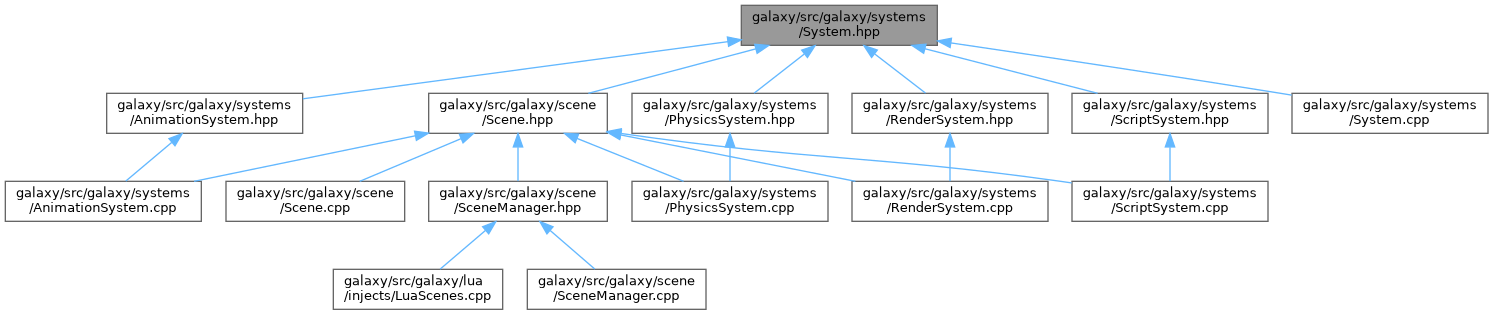 galaxy/src/galaxy/systems
/System.hpp
galaxy/src/galaxy/systems
/AnimationSystem.hpp
galaxy/src/galaxy/scene
/Scene.hpp
galaxy/src/galaxy/systems
/PhysicsSystem.hpp
galaxy/src/galaxy/systems
/RenderSystem.hpp
galaxy/src/galaxy/systems
/ScriptSystem.hpp
galaxy/src/galaxy/systems
/System.cpp
galaxy/src/galaxy/systems
/AnimationSystem.cpp
galaxy/src/galaxy/scene
/Scene.cpp
galaxy/src/galaxy/scene
/SceneManager.hpp
galaxy/src/galaxy/systems
/PhysicsSystem.cpp
galaxy/src/galaxy/systems
/RenderSystem.cpp
galaxy/src/galaxy/systems
/ScriptSystem.cpp
galaxy/src/galaxy/lua
/injects/LuaScenes.cpp
galaxy/src/galaxy/scene
/SceneManager.cpp